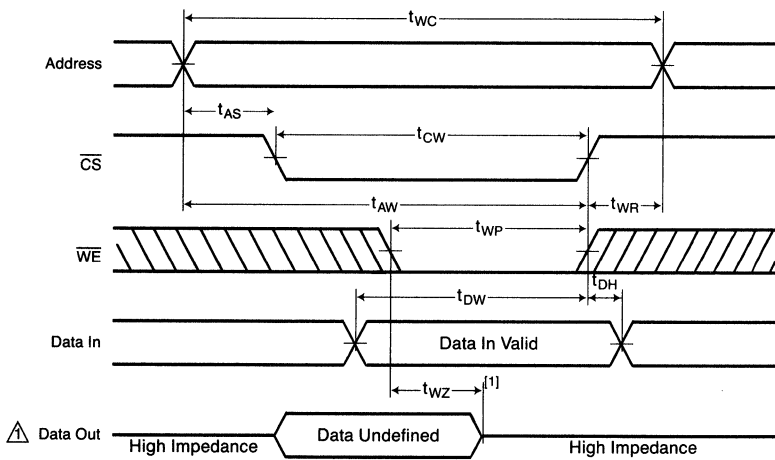 tWC
Address
tAS
tCW
CS
tAW
tWR
tWP
WE
tDH
tDW
Data In
Data In Valid
tWZ
[1]
1 Data Out
High Impedance
Data Undefined
High Impedance